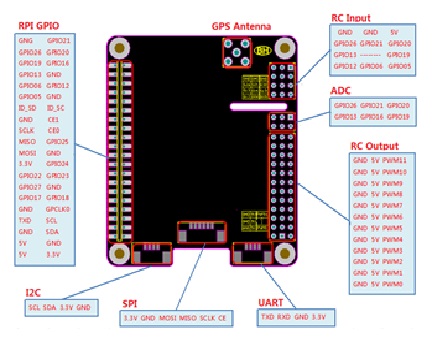 RPI GPIO
GNG GPIO21
GPIO26 GPIO20
GPIO19 GPIO16
GPIO13 GND
GPIO06 GPIO12
GPIO05 GND
ID_SD ID_SC
GND CE1
SCLK CE0
MISO GPIO25
MOSI GND
3.3V GPIO24
GPIO22 GPIO23
GPIO27 GND
GPIO17 GPIO18
GND GPCLK0
TXD SCL
GND SDA
5V GND
5V 3.3V
GPS Antenna
RC Input
GND GND 5V
GPIO26 GPIO21 GPIO20
GPIO13 -------- GPIO19
GPIO12 GPIO06 GPIO05
ADC
GPIO26 GPIO21 GPIO20
GPIO13 GPIO16 GPIO19
RC Output
GND 5V PWM11
GND 5V PWM10
GND 5V PWM9
GND 5V PWM8
GND 5V PWM7
GND 5V PWM6
GND 5V PWM5
GND 5V PWM4
GND 5V PWM3
GND 5V PWM2
GND 5V PWM1
GND 5V PWM0
I2C
SCL SDA 3.3V GND
SPI
3.3V GND MOSI MISO SCLK CE
UART
TXD RXD GND 3.3V